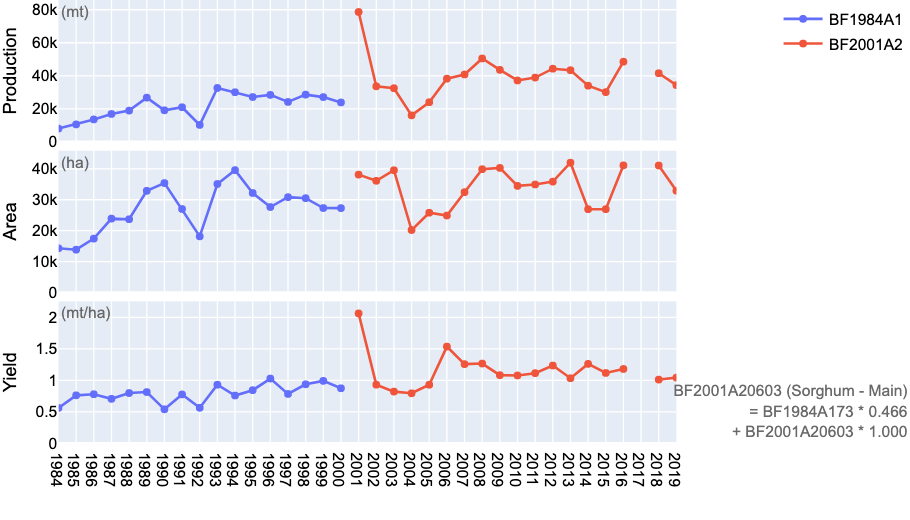 80k
(mt)
60k
40k
20k
0
Production
BF1984A1
BF2001A2
(ha)
40k
30k
20k
10k
0
Area
(mt/ha)
2
1.5
1
0.5
0
Yield
BF2001A20603 (Sorghum - Main)
= BF1984A173 * 0.466
+ BF2001A20603 * 1.000
1984
1985
1986
1987
1988
1989
1990
1991
1992
1993
1994
1995
1996
1997
1998
1999
2000
2001
2002
2003
2004
2005
2006
2007
2008
2009
2010
2011
2012
2013
2014
2015
2016
2017
2018
2019